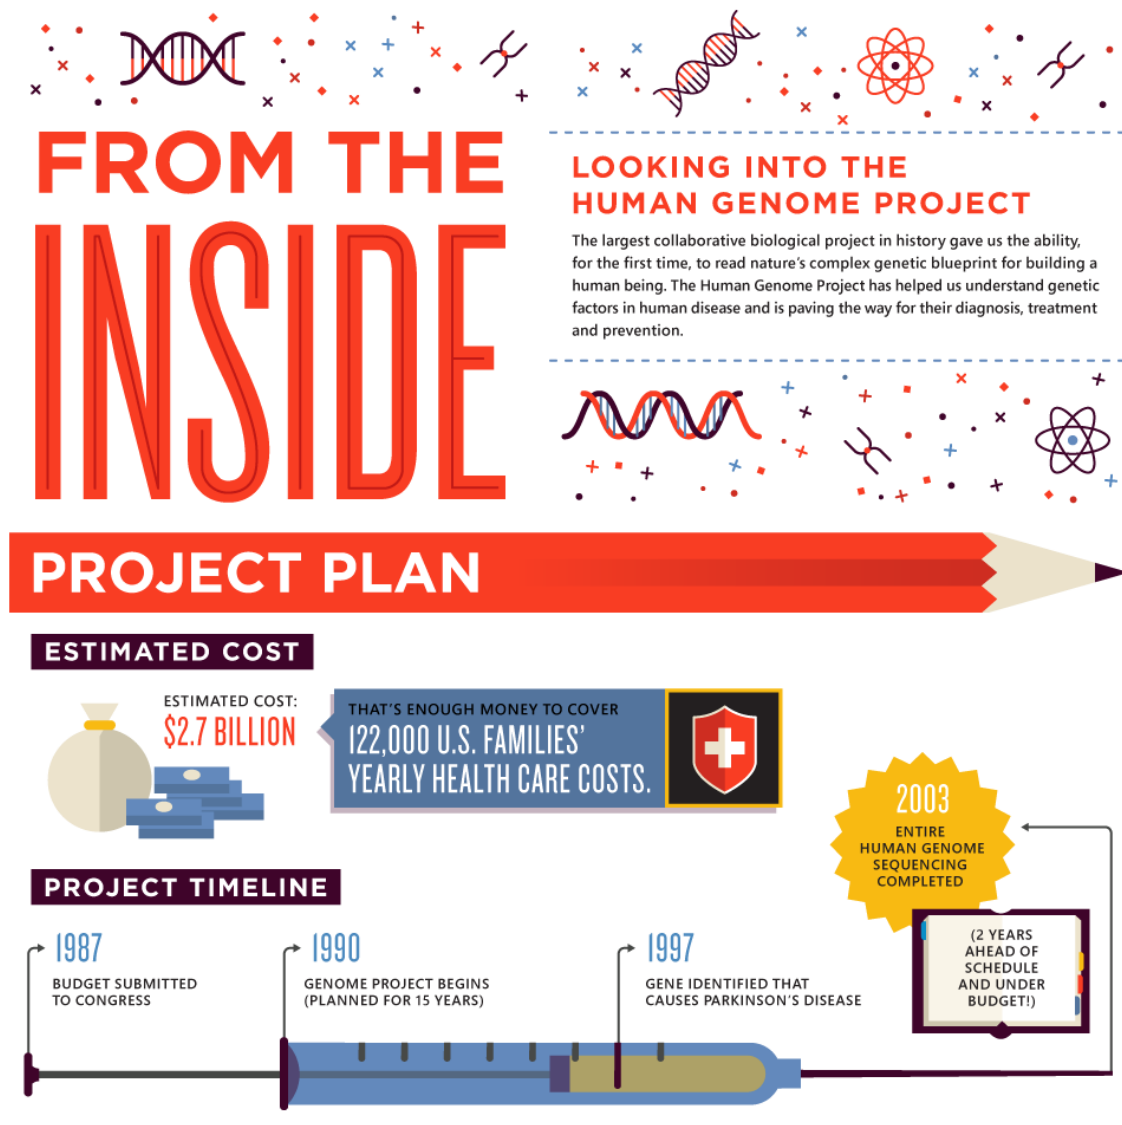 FROM THE
INSIDE
LOOKING INTO THE
HUMAN GENOME PROJECT
The largest collaborative biological project in history gave us the ability,
for the first time, to read nature's complex genetic blueprint for building a
human being. The Human Genome Project has helped us understand genetic
factors in human disease and is paving the way for their diagnosis, treatment
and prevention.
PROJECT PLAN
ESTIMATED COST
ESTIMATED COST:
$2.7 BILLION
THAT'S ENOUGH MONEY TO COVER
122,000 U.S. FAMILIES'
YEARLY HEALTH CARE COSTS.
PROJECT TIMELINE
1987
BUDGET SUBMITTED
TO CONGRESS
1990
GENOME PROJECT BEGINS
(PLANNED FOR 15 YEARS)
1997
GENE IDENTIFIED THAT
CAUSES PARKINSON'S DISEASE
2003
ENTIRE
HUMAN GENOME
SEQUENCING
COMPLETED
(2 YEARS
AHEAD OF
SCHEDULE
AND UNDER
BUDGET!)